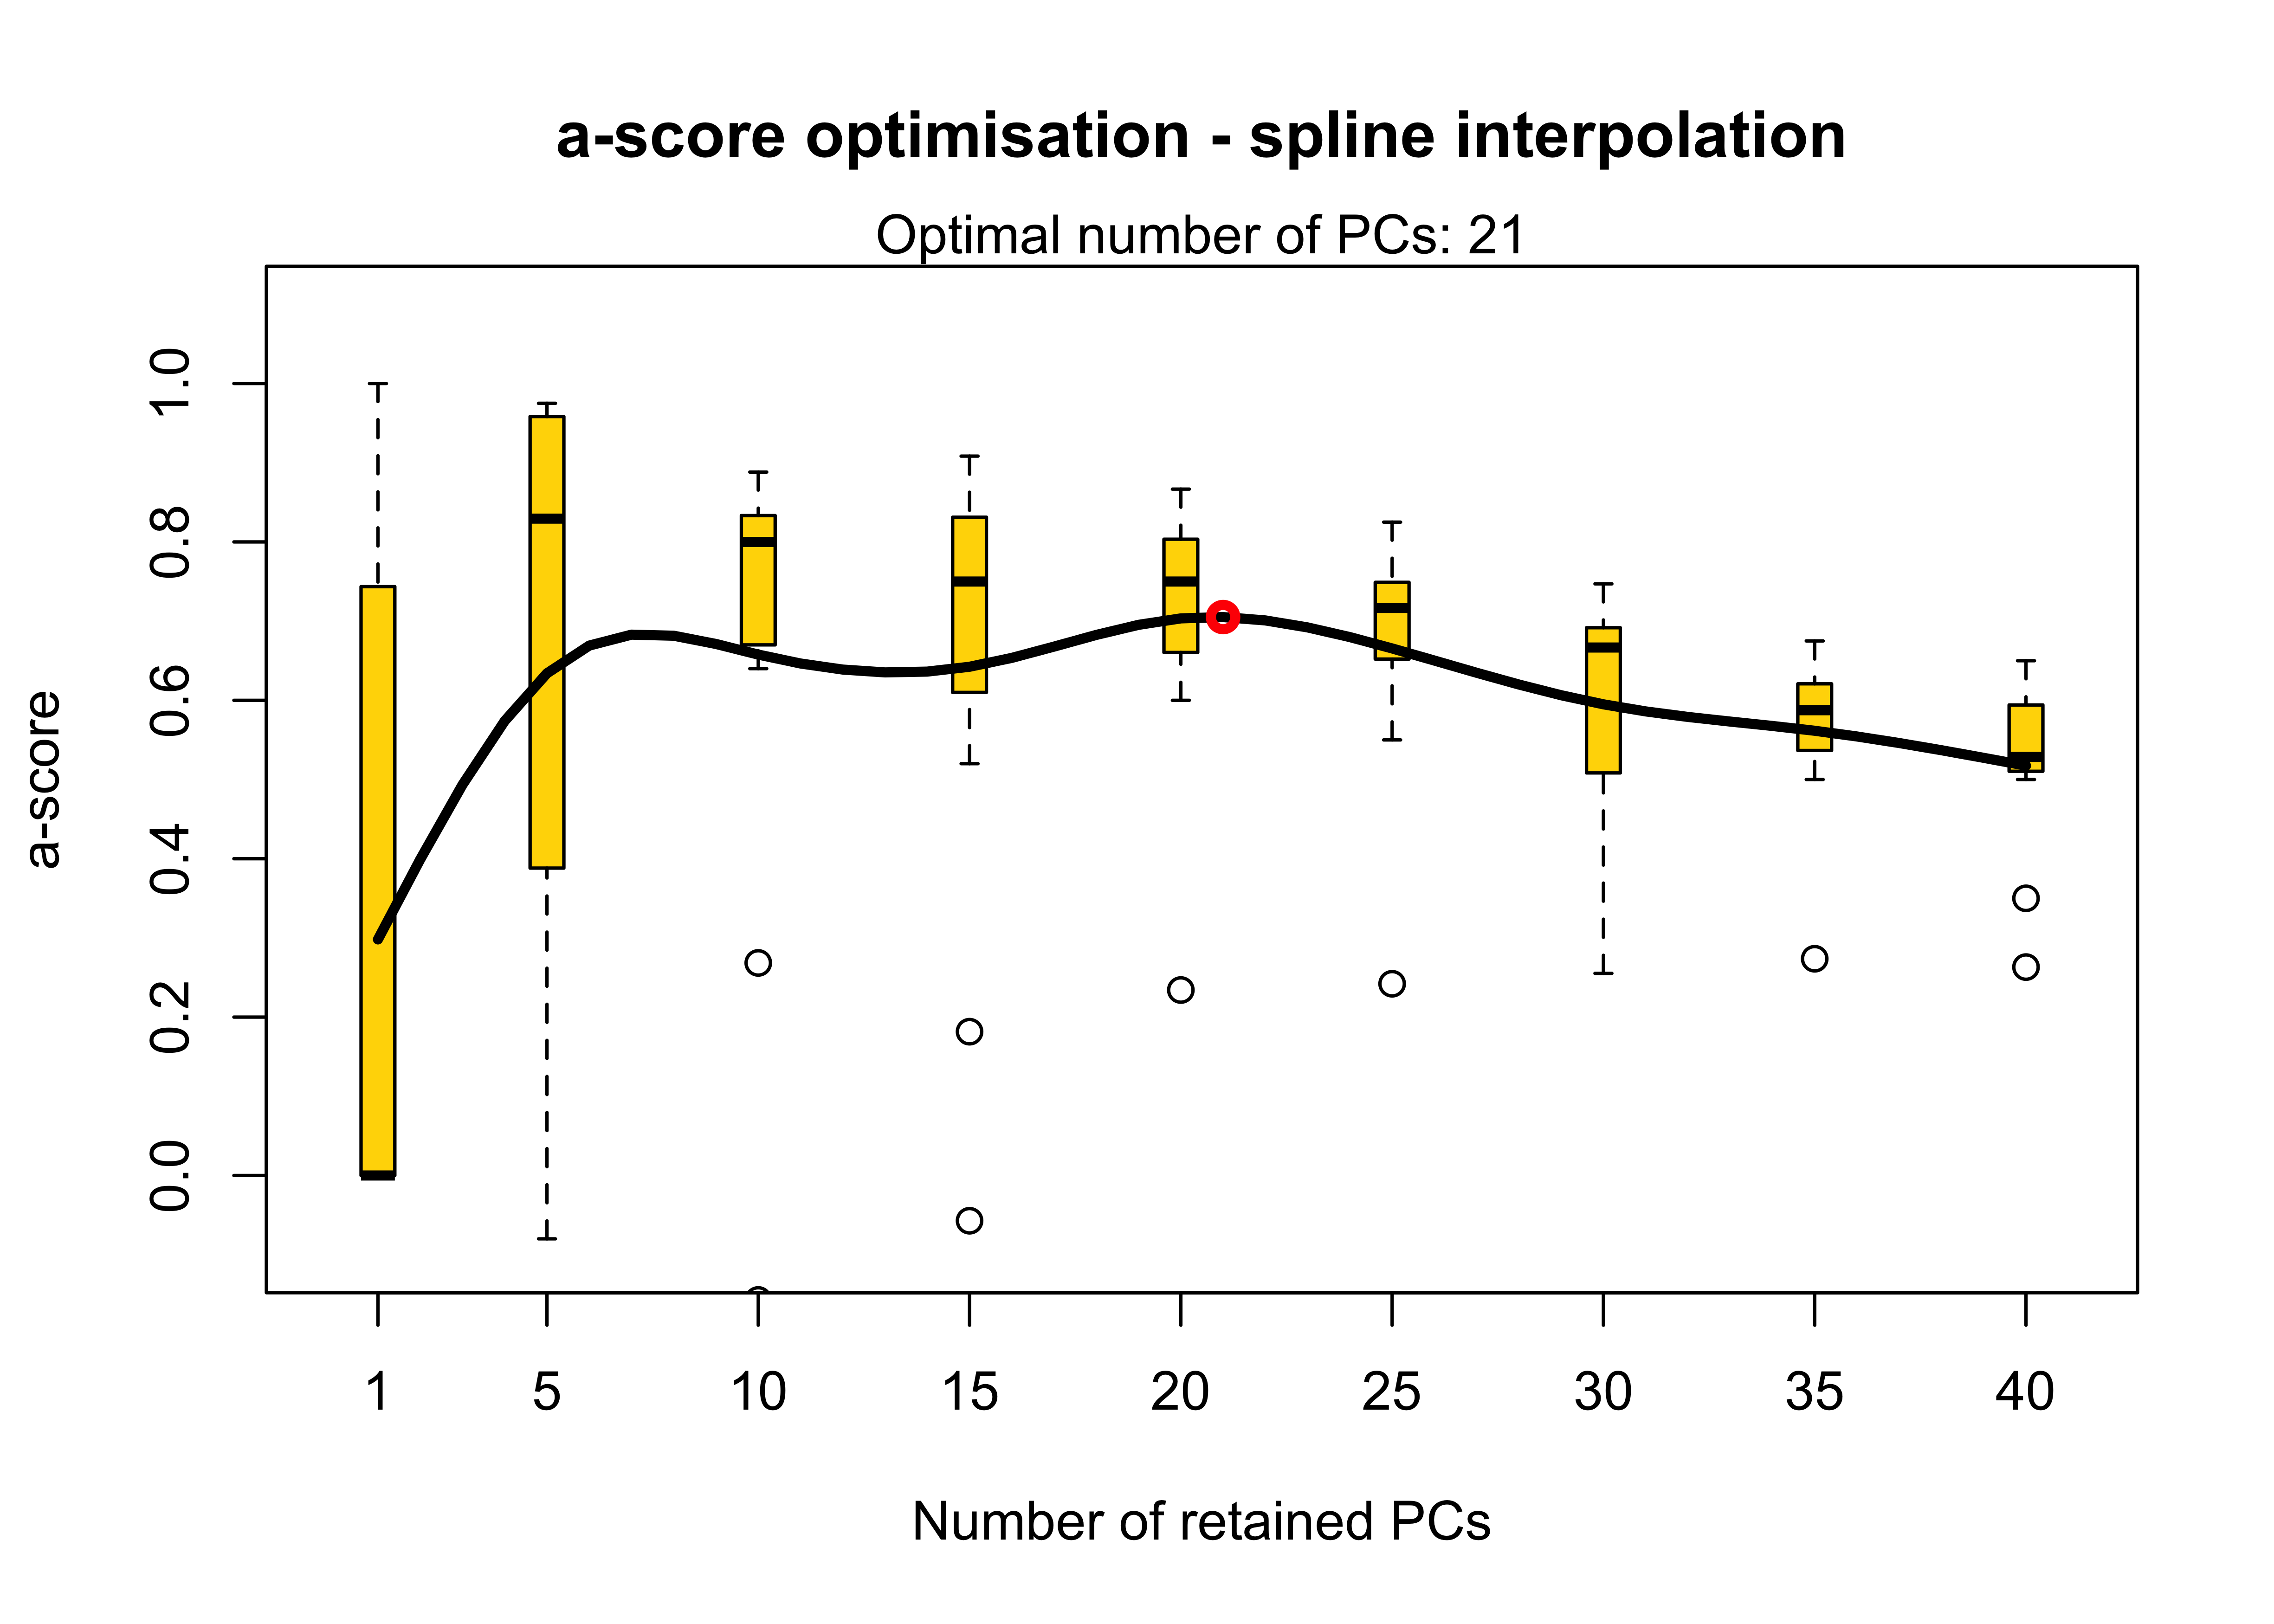 a-score optimisation - spline interpolation
Optimal number of PCs: 21
a-score
1.0
0.8
0.6
0.4
0.2
0.0
1 5 10 15 20 25 30 35 40
Number of retained PCs